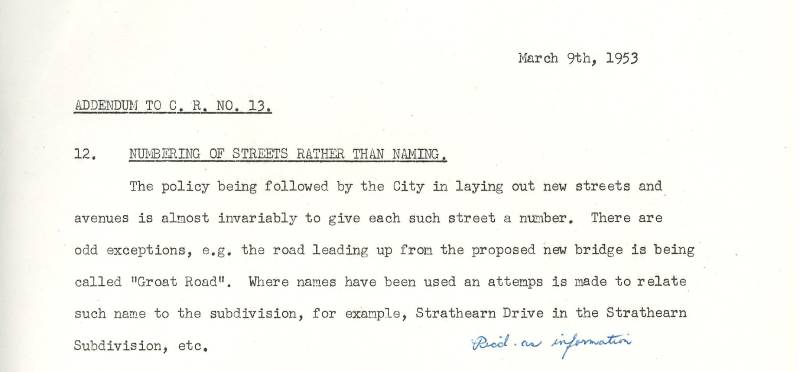 March 9th, 1953
ADDENDUM TO C. R. NO. 13.
12. NUMBERING OF STREETS RATHER THAN NAMING.
The policy being followed by the City in laying out new streets and
avenues is almost invariably to give each such street a number. There are
odd exceptions, e.g. the road leading up from the proposed new bridge is being
called "Groat Road". Where names have been used an attemps is made to relate
such name to the subdivision, for example, Strathearn Drive in the Strathearn
Subdivision, etc.
Rec'd. as information